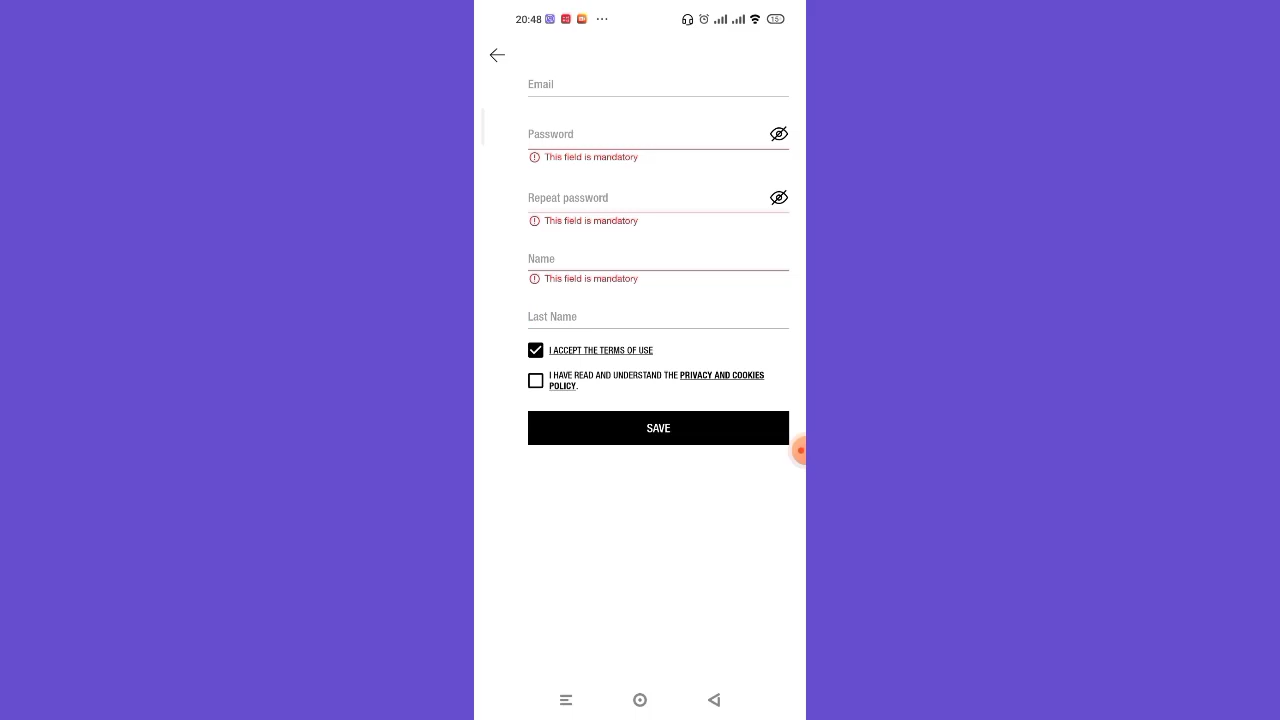 20:48
15
Email
Password
This field is mandatory
Repeat password
This field is mandatory
Name
This field is mandatory
Last Name
I ACCEPT THE TERMS OF USE
I HAVE READ AND UNDERSTAND THE PRIVACY AND COOKIES
POLICY.
SAVE